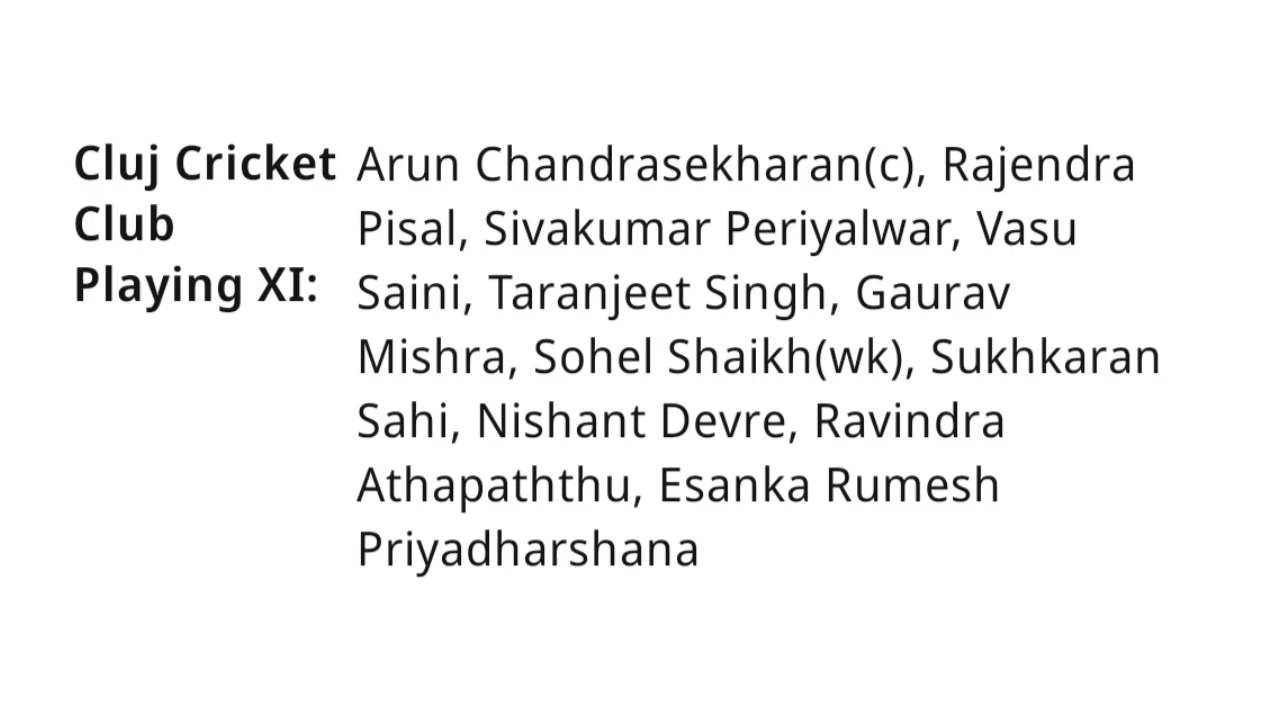 Cluj Cricket
Club
Playing XI:
Arun Chandrasekharan(c), Rajendra
Pisal, Sivakumar Periyalwar, Vasu
Saini, Taranjeet Singh, Gaurav
Mishra, Sohel Shaikh(wk), Sukhkaran
Sahi, Nishant Devre, Ravindra
Athapaththu, Esanka Rumesh
Priyadharshana